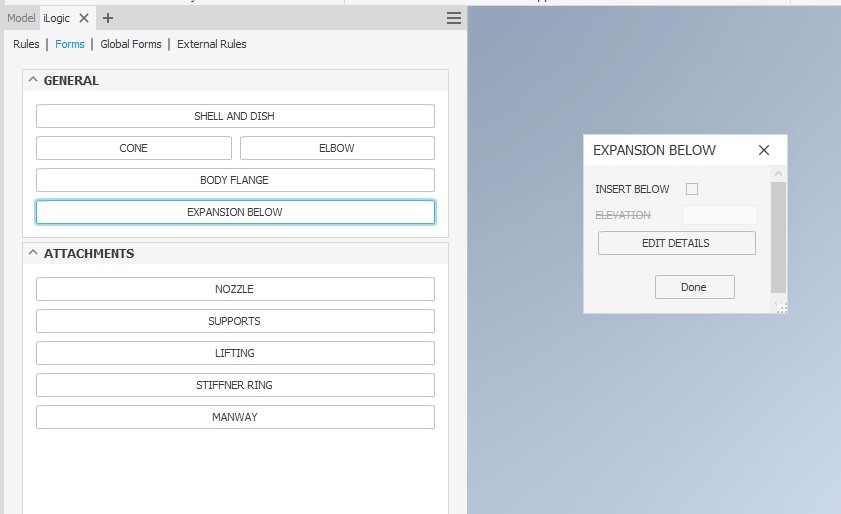 Model iLogic
Rules | Forms | Global Forms | External Rules
GENERAL
SHELL AND DISH
CONE ELBOW
BODY FLANGE
EXPANSION BELOW
ATTACHMENTS
NOZZLE
SUPPORTS
LIFTING
STIFFNER RING
MANWAY
EXPANSION BELOW
INSERT BELOW
ELEVATION
EDIT DETAILS
Done